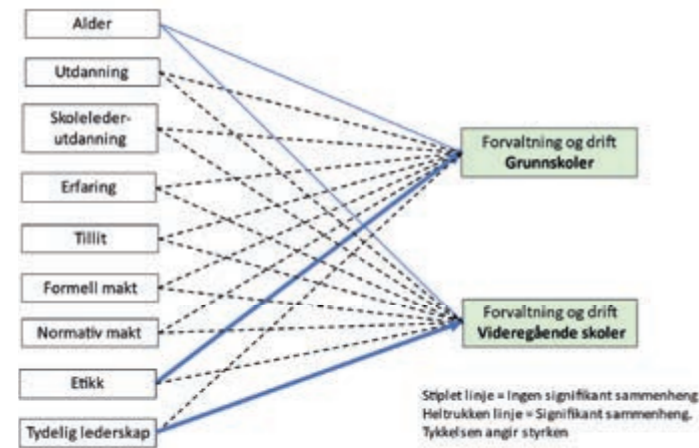 Alder
Utdanning
Skoleleder-
utdanning
Erfaring
Tillit
Formell makt
Normativ makt
Etikk
Tydelig lederskap
Forvaltning og drift
Grunnskoler
Forvaltning og drift
Videregående skoler
Stiplet linje = Ingen signifikant sammenheng
Heltrukken linje = Signifikant sammenheng.
Tykkelsen angir styrken